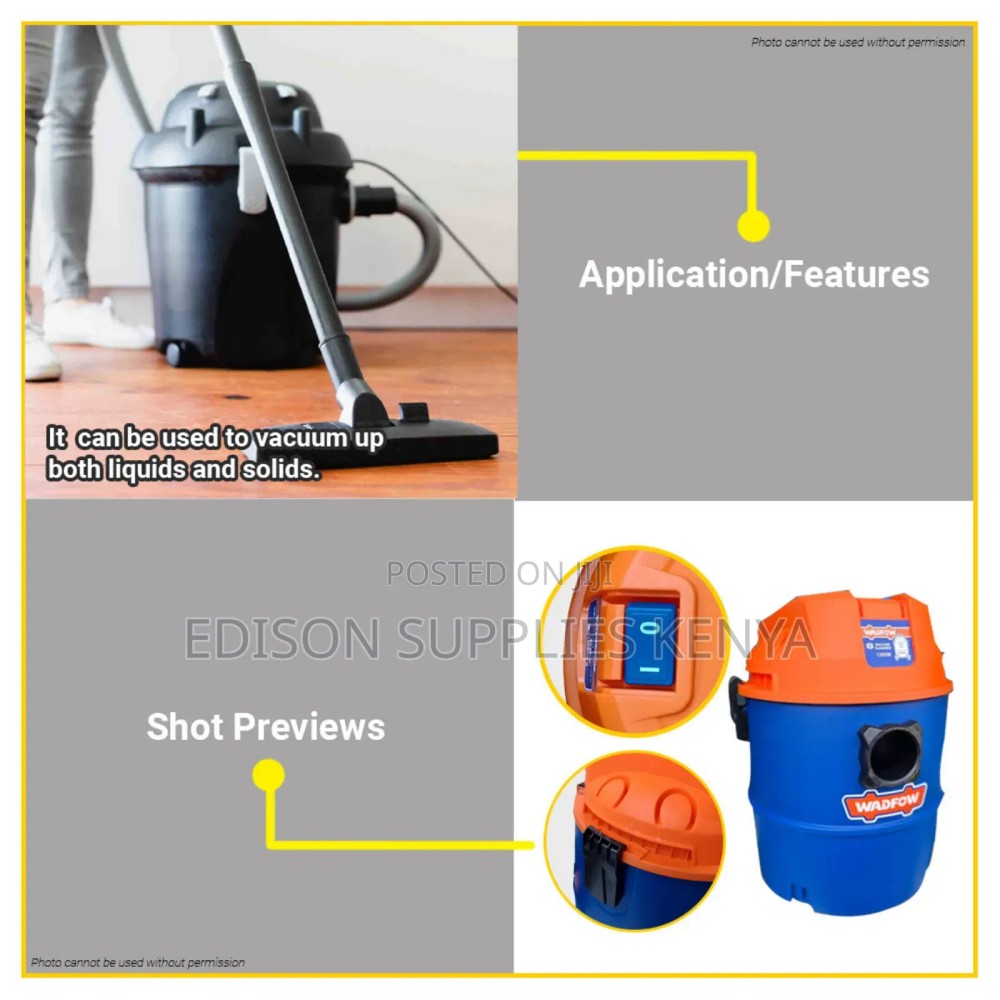 Photo cannot be used without permission
Application/Features
It can be used to vacuum up
both liquids and solids.
POSTED ON JIJI
EDISON SUPPLIES KENYA
O
I
WADFOW
WADFOW
Shot Previews
Photo cannot be used without permission